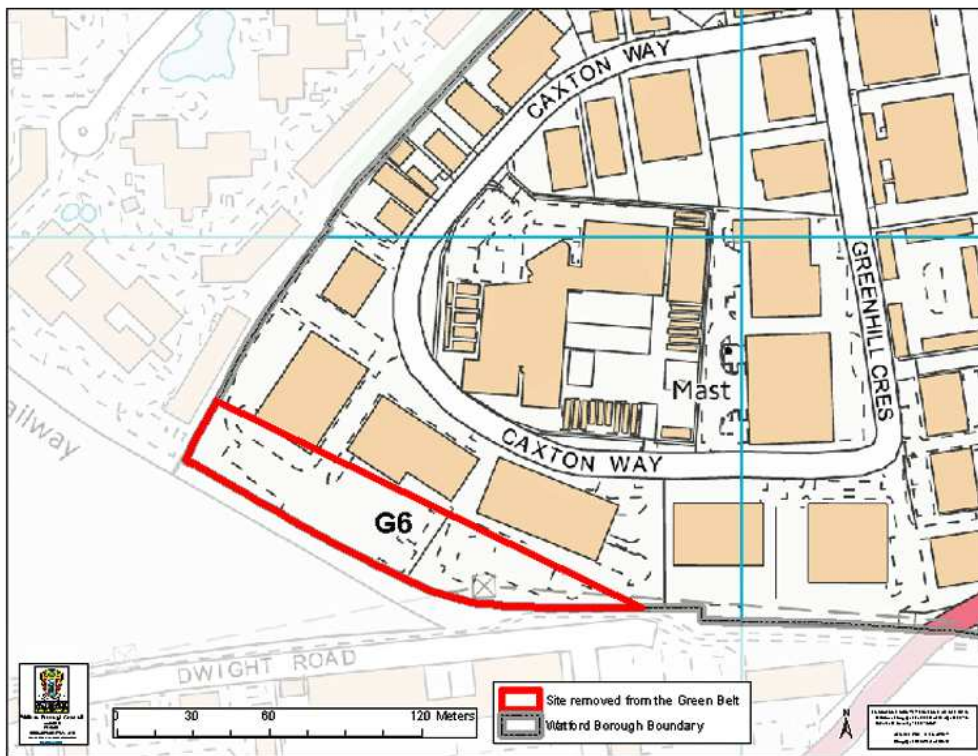 CAXTON WAY
GREENHILL CRES
Mast
ailway
CAXTON WAY
G6
DWIGHT ROAD
0 30 60 120 Meters
Site removed from the Green Belt
Watford Borough Boundary
N